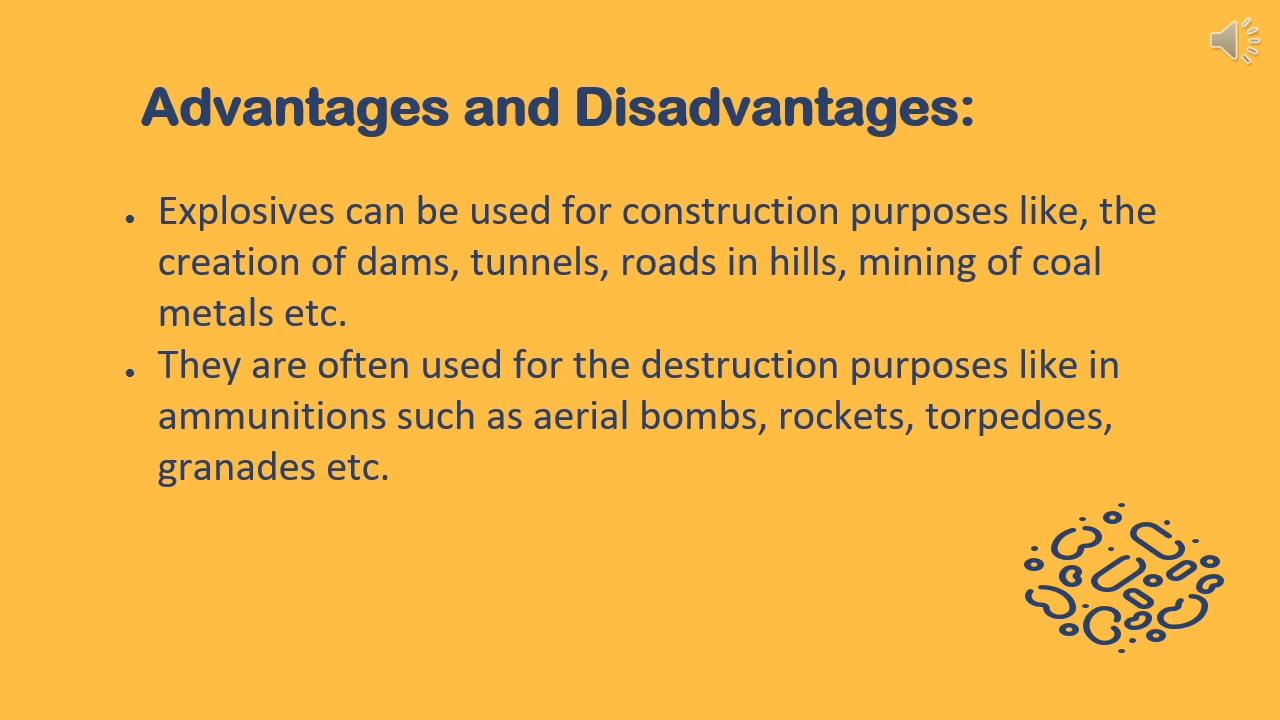 Advantages and Disadvantages:
• Explosives can be used for construction purposes like, the
creation of dams, tunnels, roads in hills, mining of coal
metals etc.
• They are often used for the destruction purposes like in
ammunitions such as aerial bombs, rockets, torpedoes,
granades etc.